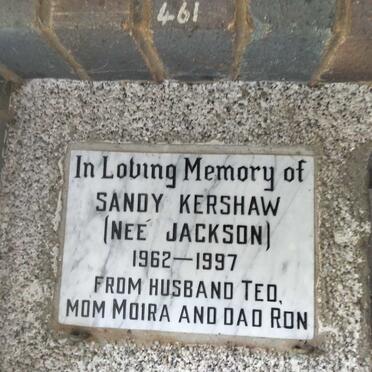 461
In Loving Memory of
SANDY KERSHAW
(NEÉ JACKSON)
1962—1997
FROM HUSBAND TED,
MOM MOIRA AND DAD RON